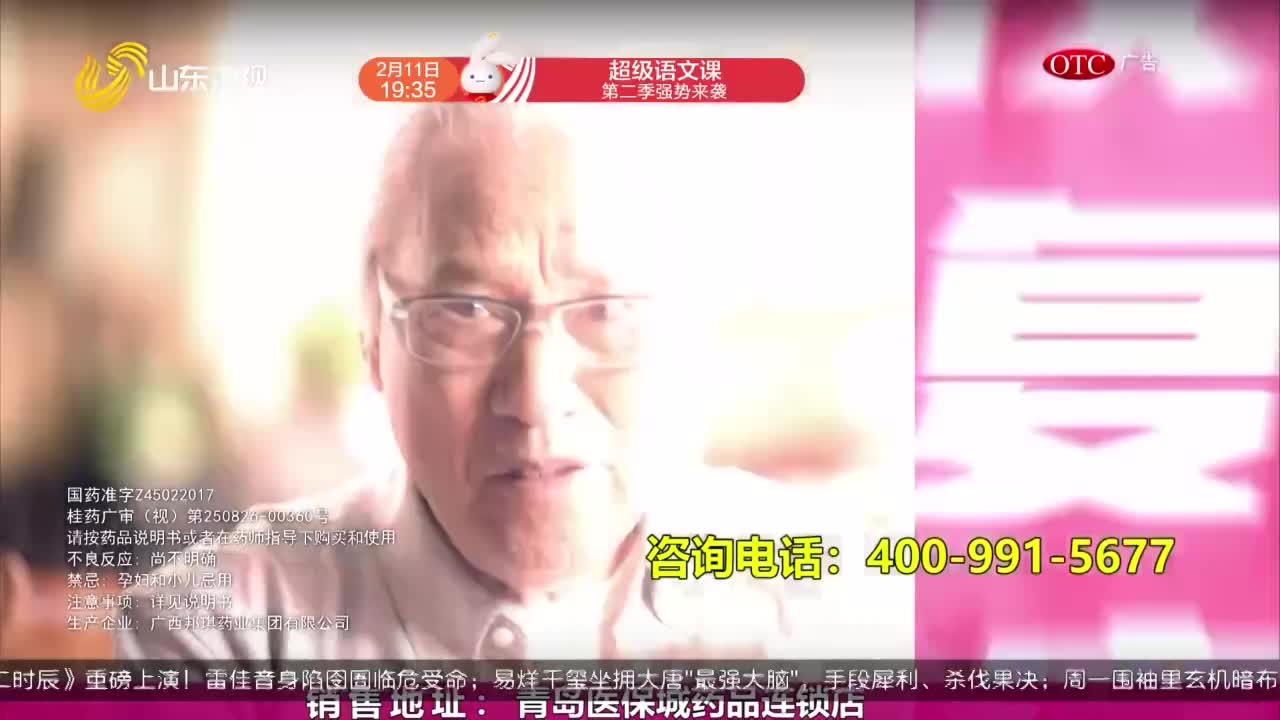 山东卫视
2月11日
19:35
超级语文课
第二季强势来袭
OTC 广告
国药准字Z45022017
桂药广审（视）第250826-00360号
请按药品说明书或者在药师指导下购买和使用
不良反应：尚不明确
禁忌：孕妇和小儿忌用
注意事项：详见说明书
生产企业：广西邦琪药业集团有限公司
咨询电话：400-991-5677
二时辰》重磅上演！雷佳音身陷囹圄临危受命；易烊千玺坐拥大唐"最强大脑"，手段犀利、杀伐果决；周一围袖里玄机暗布
销售地址：青岛医保城药品连锁店